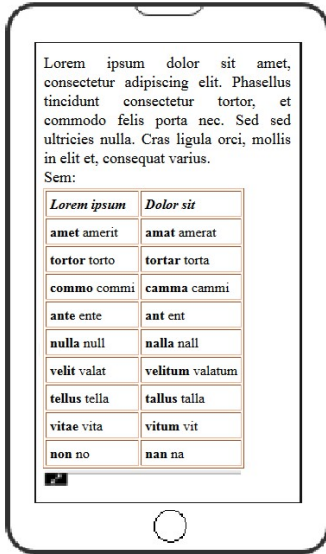 Lorem ipsum dolor sit amet,
consectetur adipiscing elit. Phasellus
tincidunt consectetur tortor, et
commodo felis porta nec. Sed sed
ultricies nulla. Cras ligula orci, mollis
in elit et, consequat varius.
Sem:
Lorem ipsum Dolor sit
amet amerit amat amerat
tortor torto tortar torta
commo commi camma cammi
ante ente ant ent
nulla null nalla nall
velit valat velitum valatum
tellus tella tallus talla
vitae vita vitum vit
non no nan na